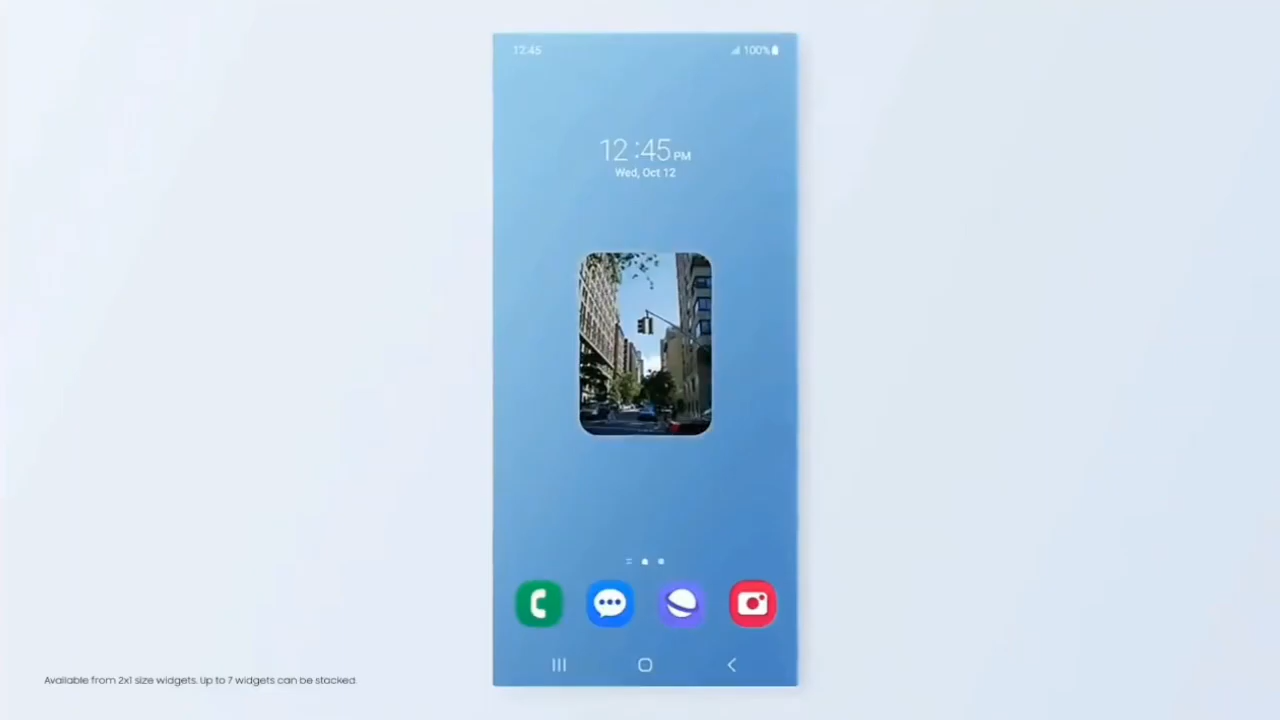 12:45 100%
12:45 PM
Wed, Oct 12
Available from 2x1 size widgets. Up to 7 widgets can be stacked.